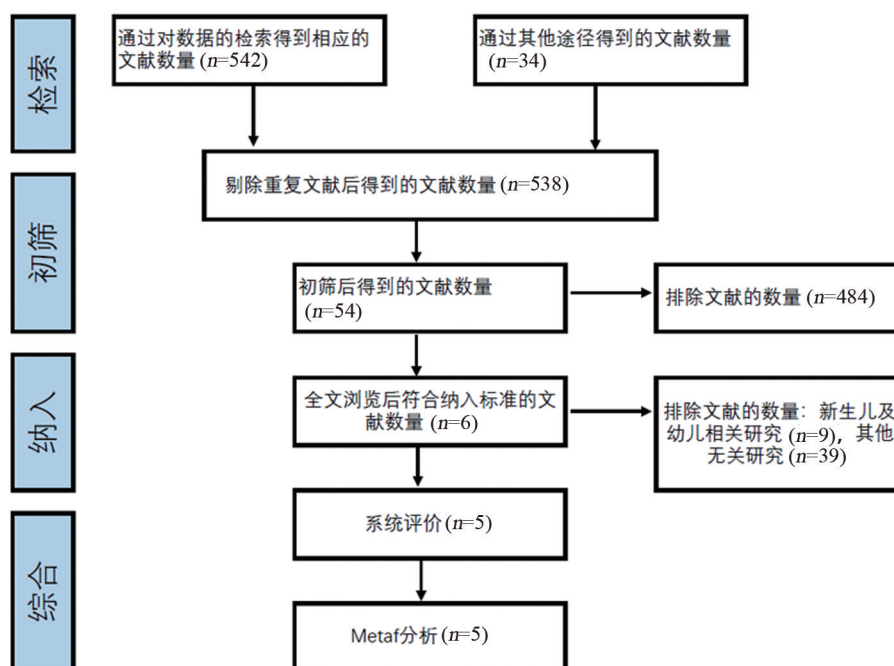 检索
通过对数据的检索得到相应的
文献数量 (n=542)
通过其他途径得到的文献数量
(n=34)
初筛
剔除重复文献后得到的文献数量 (n=538)
初筛后得到的文献数量
(n=54)
排除文献的数量 (n=484)
纳入
全文浏览后符合纳入标准的文
献数量 (n=6)
排除文献的数量：新生儿及
幼儿相关研究 (n=9)，其他
无关研究 (n=39)
综合
系统评价 (n=5)
Metaf分析 (n=5)